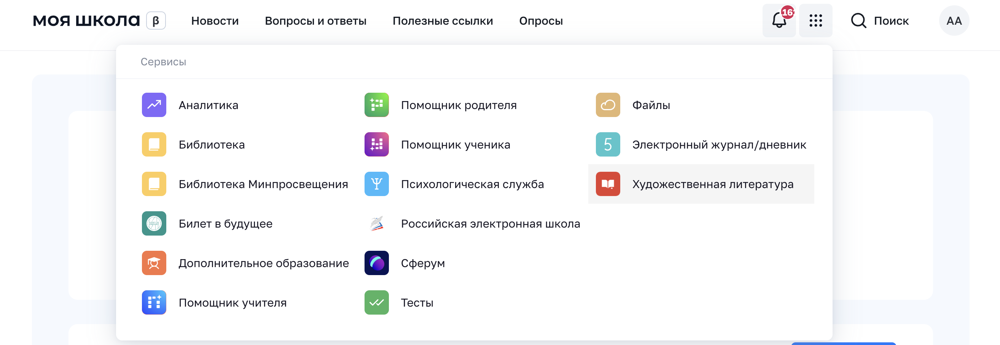 моя школа β Новости Вопросы и ответы Полезные ссылки Опросы Поиск АА
Сервисы
Аналитика
Библиотека
Библиотека Минпросвещения
Билет в будущее
Дополнительное образование
Помощник учителя
Помощник родителя
Помощник ученика
Психологическая служба
Российская электронная школа
Сферум
Тесты
Файлы
5 Электронный журнал/дневник
Художественная литература